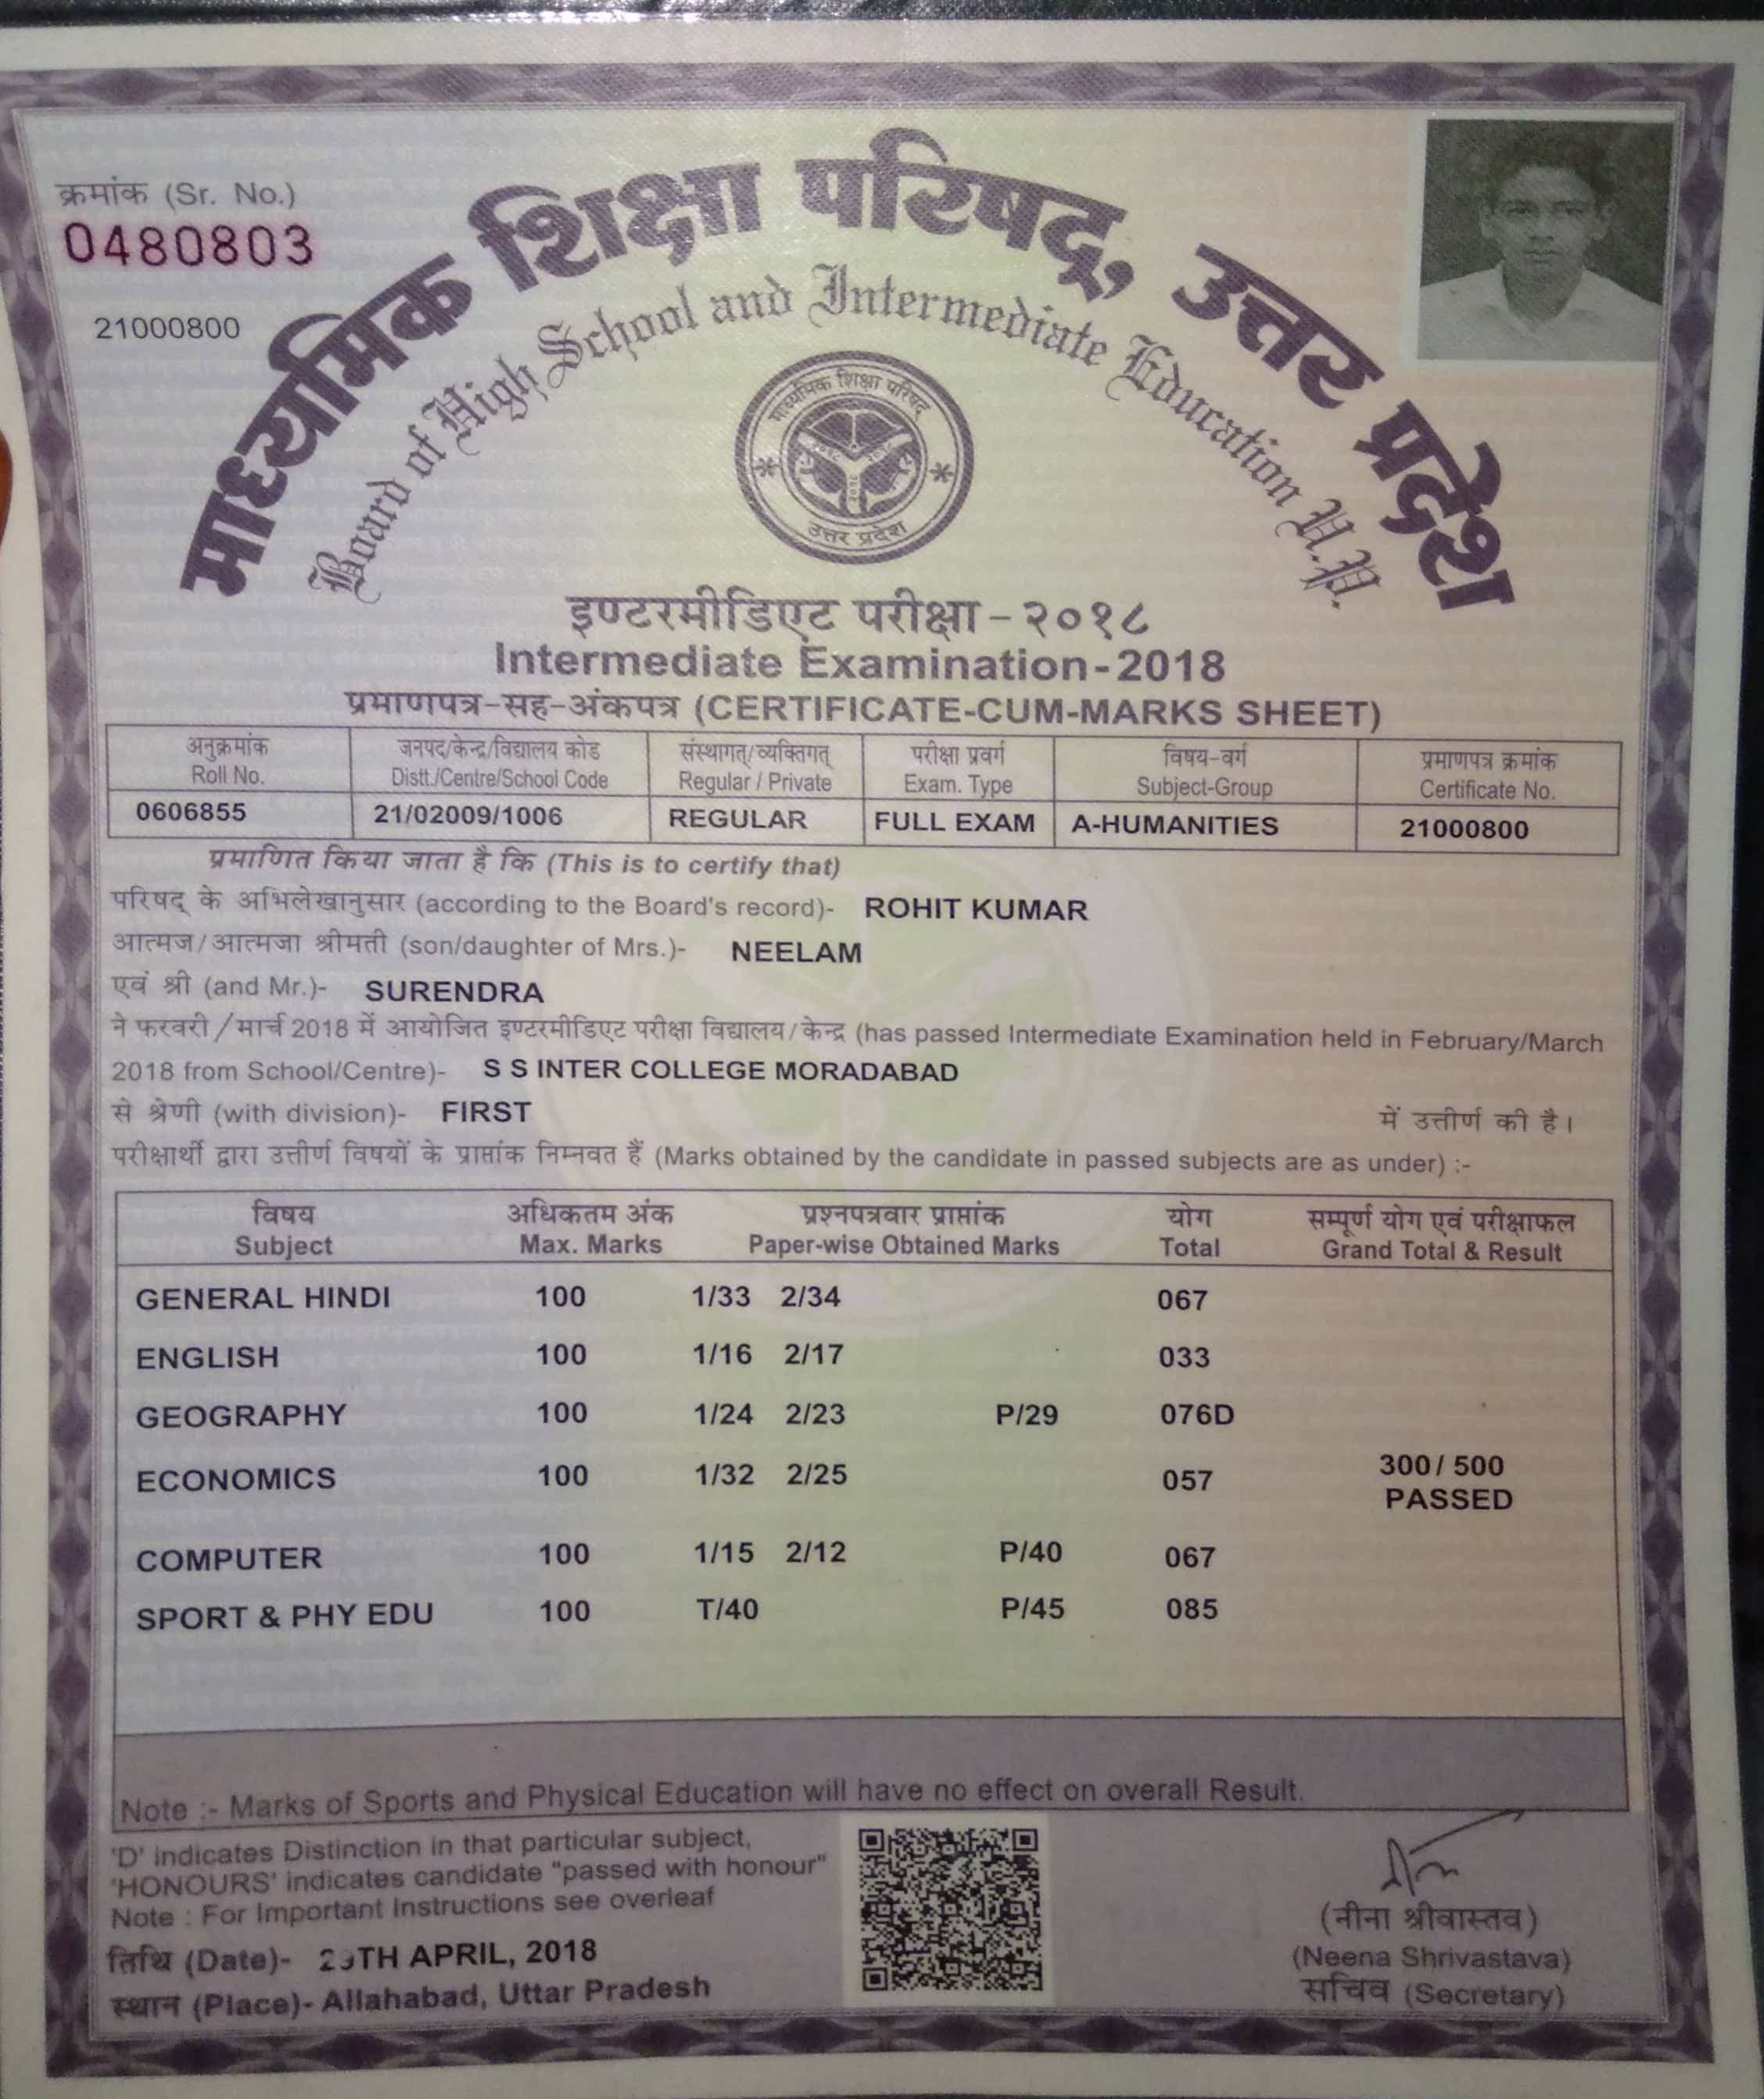 क्रमांक (Sr. No.)
0480803
21000800
माध्यमिक शिक्षा परिषद्, उत्तर प्रदेश
Board of High School and Intermediate Education U.P.
माध्यमिक शिक्षा परिषद्
उत्तर प्रदेश
इण्टरमीडिएट परीक्षा-२०१८
Intermediate Examination-2018
प्रमाणपत्र-सह-अंकपत्र (CERTIFICATE-CUM-MARKS SHEET)
अनुक्रमांक जनपद/केन्द्र/विद्यालय कोड संस्थागत्/व्यक्तिगत् परीक्षा प्रवर्ग विषय-वर्ग प्रमाणपत्र क्रमांक
Roll No. Distt./Centre/School Code Regular / Private Exam. Type Subject-Group Certificate No.
0606855 21/02009/1006 REGULAR FULL EXAM A-HUMANITIES 21000800
प्रमाणित किया जाता है कि (This is to certify that)
परिषद् के अभिलेखानुसार (according to the Board's record)- ROHIT KUMAR
आत्मज/आत्मजा श्रीमती (son/daughter of Mrs.)- NEELAM
एवं श्री (and Mr.)- SURENDRA
ने फरवरी/मार्च 2018 में आयोजित इण्टरमीडिएट परीक्षा विद्यालय/केन्द्र (has passed Intermediate Examination held in February/March
2018 from School/Centre)- S S INTER COLLEGE MORADABAD
से श्रेणी (with division)- FIRST में उत्तीर्ण की है।
परीक्षार्थी द्वारा उत्तीर्ण विषयों के प्राप्तांक निम्नवत हैं (Marks obtained by the candidate in passed subjects are as under) :-
विषय अधिकतम अंक प्रश्नपत्रवार प्राप्तांक योग सम्पूर्ण योग एवं परीक्षाफल
Subject Max. Marks Paper-wise Obtained Marks Total Grand Total & Result
GENERAL HINDI 100 1/33 2/34 067
ENGLISH 100 1/16 2/17 033
GEOGRAPHY 100 1/24 2/23 P/29 076D
ECONOMICS 100 1/32 2/25 057 300/ 500
PASSED
COMPUTER 100 1/15 2/12 P/40 067
SPORT & PHY EDU 100 T/40 P/45 085
Note :- Marks of Sports and Physical Education will have no effect on overall Result.
'D' indicates Distinction in that particular subject,
'HONOURS' indicates candidate "passed with honour"
Note : For Important Instructions see overleaf
तिथि (Date)- APRIL, 2018
स्थान (Place)- Allahabad, Uttar Pradesh
(नीना श्रीवास्तव)
(Neena Shrivastava)
सचिव (Secretary)